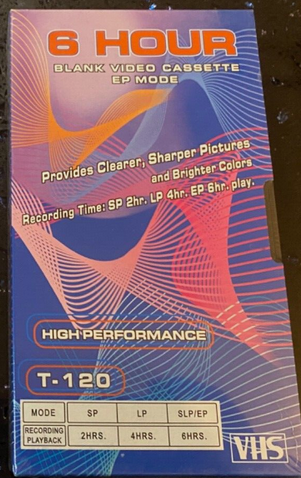 6 HOUR
BLANK VIDEO CASSETTE
EP MODE
Provides Clearer, Sharper Pictures
and Brighter Colors
Recording Time: SP 2hr. LP 4hr. EP 6hr. play.
HIGH PERFORMANCE
T-120
MODE SP LP SLP/EP
RECORDING PLAYBACK 2HRS. 4HRS. 6HRS.
VHS